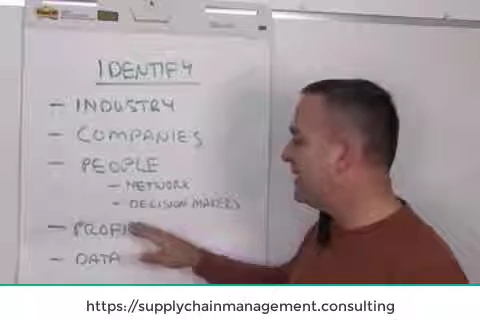 IDENTIFY
- INDUSTRY
- COMPANIES
- PEOPLE
- NETWORK
- DECISION MAKERS
- DATA
https://supplychainmanagement.consulting